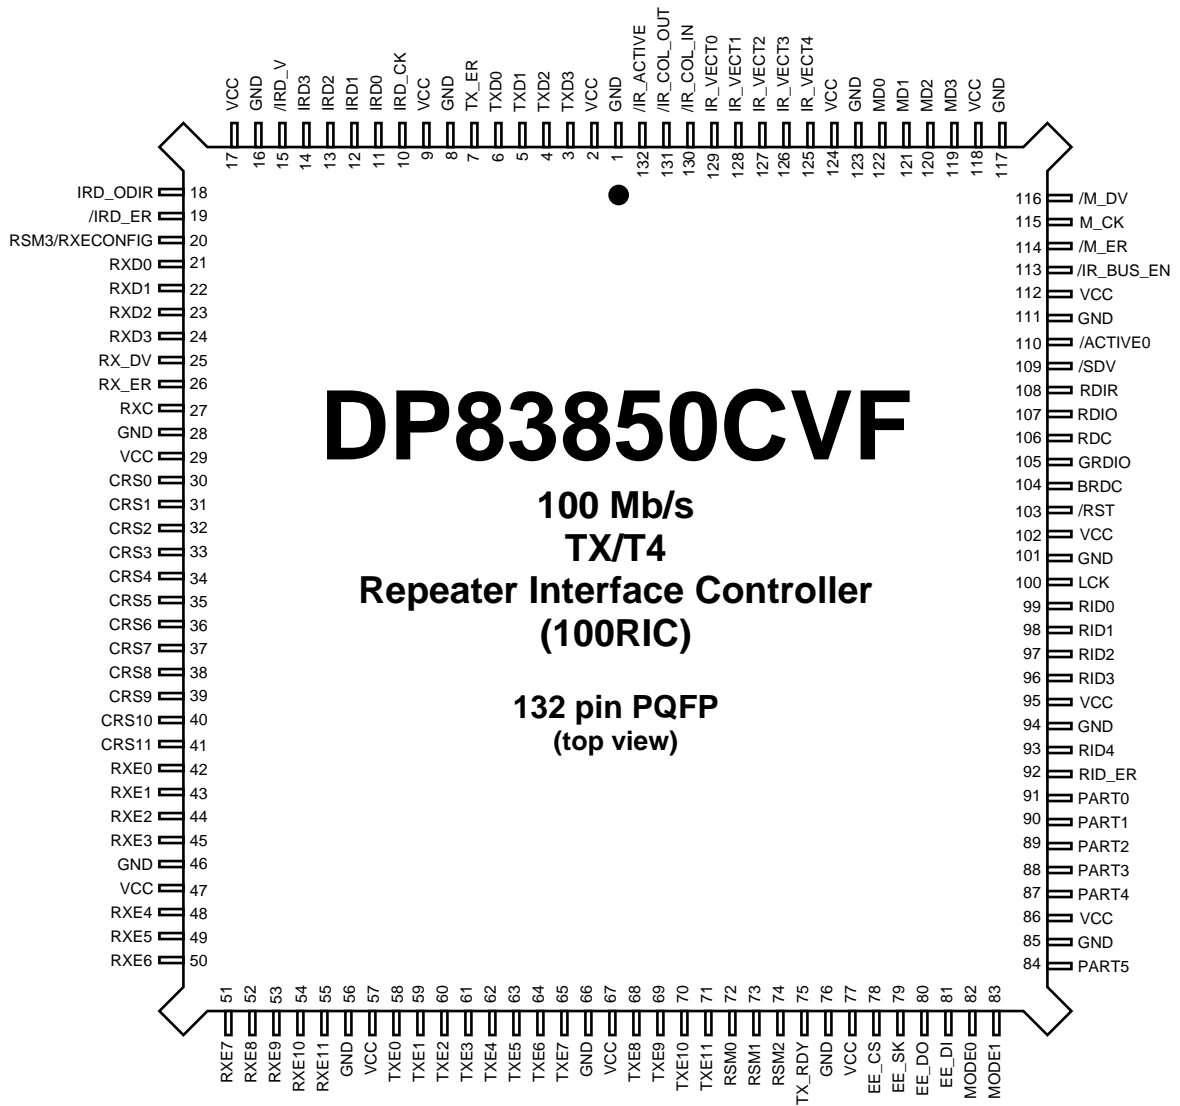 VCC GND /IRD_V IRD3 IRD2 IRD1 IRD0 IRD_CK VCC GND TX_ER TXD0 TXD1 TXD2 TXD3 VCC GND /IR_ACTIVE /IR_COL_OUT /IR_COL_IN IR_VECT0 IR_VECT1 IR_VECT2 IR_VECT3 IR_VECT4 VCC GND MD0 MD1 MD2 MD3 VCC GND
17 16 15 14 13 12 11 10 9 8 7 6 5 4 3 2 1 132 131 130 129 128 127 126 125 124 123 122 121 120 119 118 117
IRD_ODIR 18
/IRD_ER 19
RSM3/RXECONFIG 20
RXD0 21
RXD1 22
RXD2 23
RXD3 24
RX_DV 25
RX_ER 26
RXC 27
GND 28
VCC 29
CRS0 30
CRS1 31
CRS2 32
CRS3 33
CRS4 34
CRS5 35
CRS6 36
CRS7 37
CRS8 38
CRS9 39
CRS10 40
CRS11 41
RXE0 42
RXE1 43
RXE2 44
RXE3 45
GND 46
VCC 47
RXE4 48
RXE5 49
RXE6 50
DP83850CVF
100 Mb/s
TX/T4
Repeater Interface Controller
(100RIC)
132 pin PQFP
(top view)
116 /M_DV
115 M_CK
114 /M_ER
113 /IR_BUS_EN
112 VCC
111 GND
110 /ACTIVE0
109 /SDV
108 RDIR
107 RDIO
106 RDC
105 GRDIO
104 BRDC
103 /RST
102 VCC
101 GND
100 LCK
99 RID0
98 RID1
97 RID2
96 RID3
95 VCC
94 GND
93 RID4
92 RID_ER
91 PART0
90 PART1
89 PART2
88 PART3
87 PART4
86 VCC
85 GND
84 PART5
51 52 53 54 55 56 57 58 59 60 61 62 63 64 65 66 67 68 69 70 71 72 73 74 75 76 77 78 79 80 81 82 83
RXE7 RXE8 RXE9 RXE10 RXE11 GND VCC TXE0 TXE1 TXE2 TXE3 TXE4 TXE5 TXE6 TXE7 GND VCC TXE8 TXE9 TXE10 TXE11 RSM0 RSM1 RSM2 TX_RDY GND VCC EE_CS EE_SK EE_DO EE_DI MODE0 MODE1